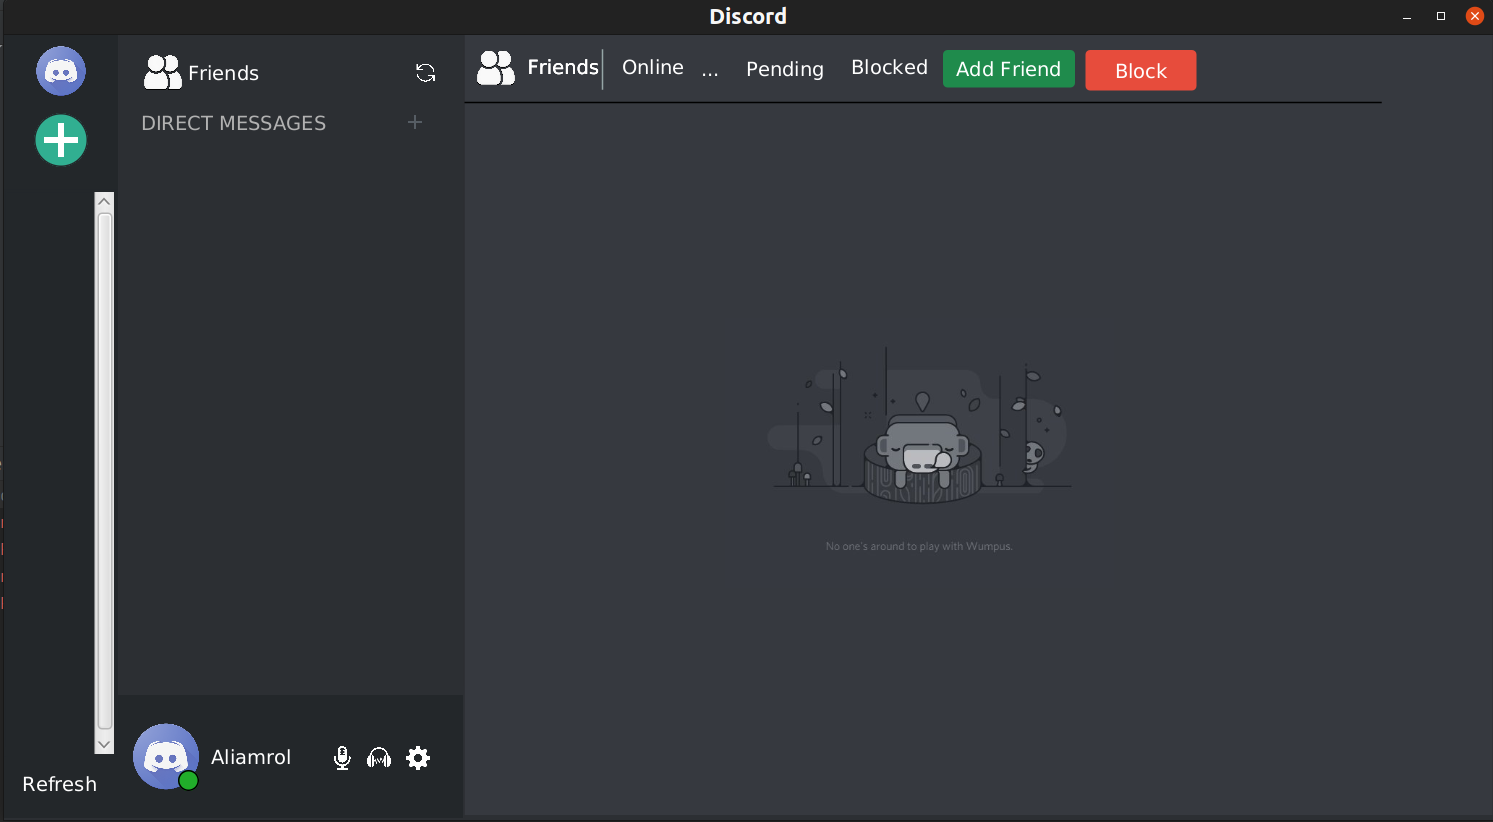 Discord
Friends
DIRECT MESSAGES +
Friends Online ... Pending Blocked Add Friend Block
No one's around to play with Wumpus.
Aliamrol
Refresh